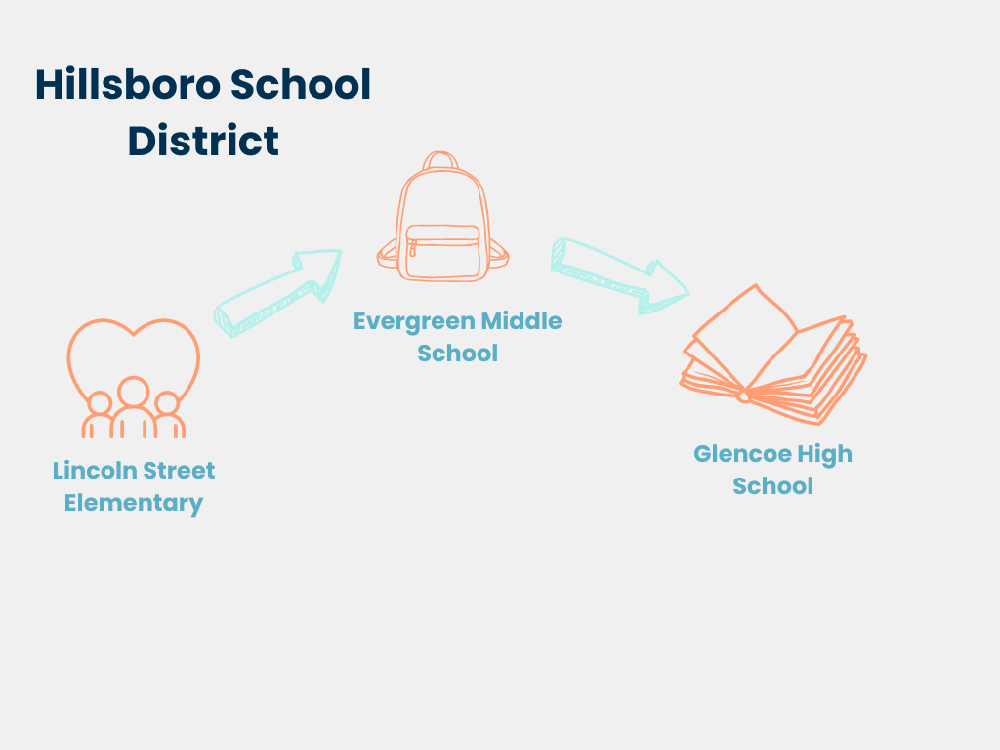 Hillsboro School
District
Evergreen Middle
School
Lincoln Street
Elementary
Glencoe High
School